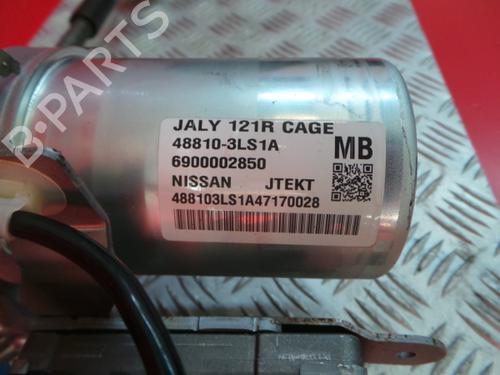 B-PARTS
JALY 121R CAGE
48810-3LS1A MB
6900002850
NISSAN JTEKT
488103LS1A47170028